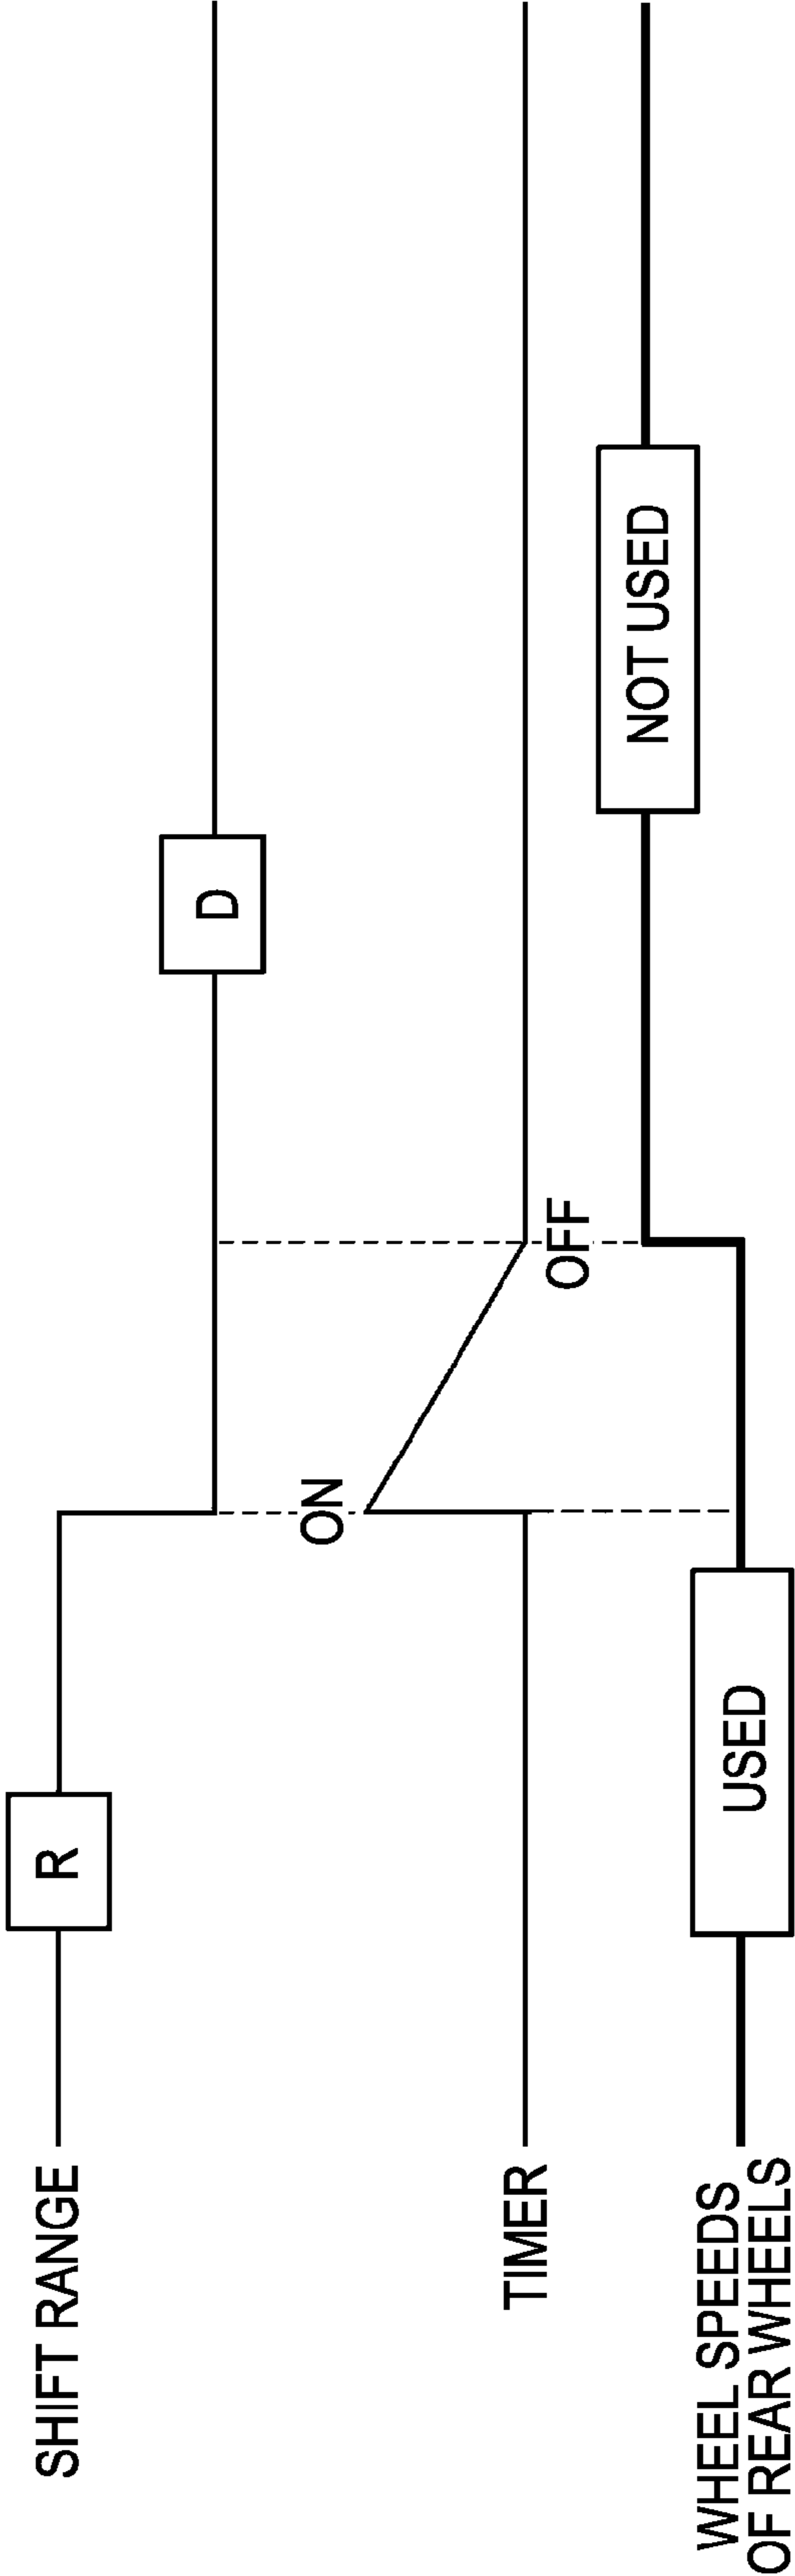 SHIFT RANGE
R
D
TIMER
ON
OFF
WHEEL SPEEDS
OF REAR WHEELS
USED
NOT USED